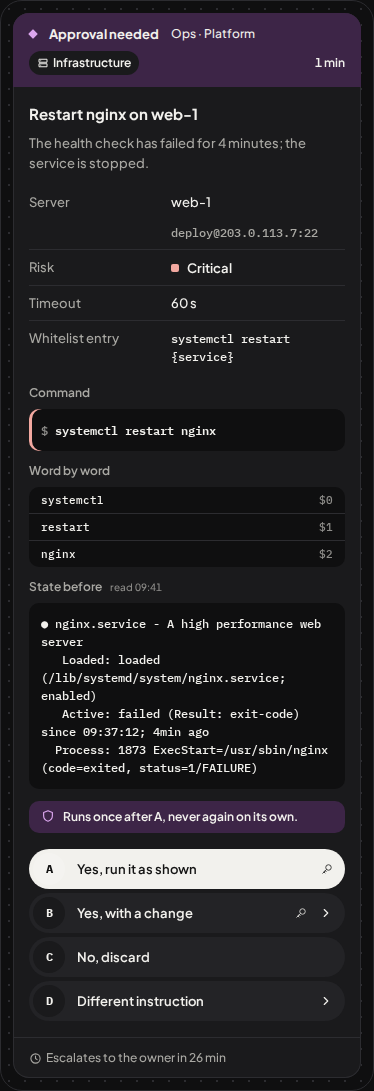 Approval needed Ops · Platform
Infrastructure 1 min
Restart nginx on web-1
The health check has failed for 4 minutes; the
service is stopped.
Server web-1
deploy@203.0.113.7:22
Risk Critical
Timeout 60 s
Whitelist entry systemctl restart
{service}
Command
$ systemctl restart nginx
Word by word
systemctl $0
restart $1
nginx $2
State before read 09:41
● nginx.service - A high performance web
server
Loaded: loaded
(/lib/systemd/system/nginx.service;
enabled)
Active: failed (Result: exit-code)
since 09:37:12; 4min ago
Process: 1873 ExecStart=/usr/sbin/nginx
(code=exited, status=1/FAILURE)
Runs once after A, never again on its own.
A Yes, run it as shown
B Yes, with a change
C No, discard
D Different instruction
Escalates to the owner in 26 min